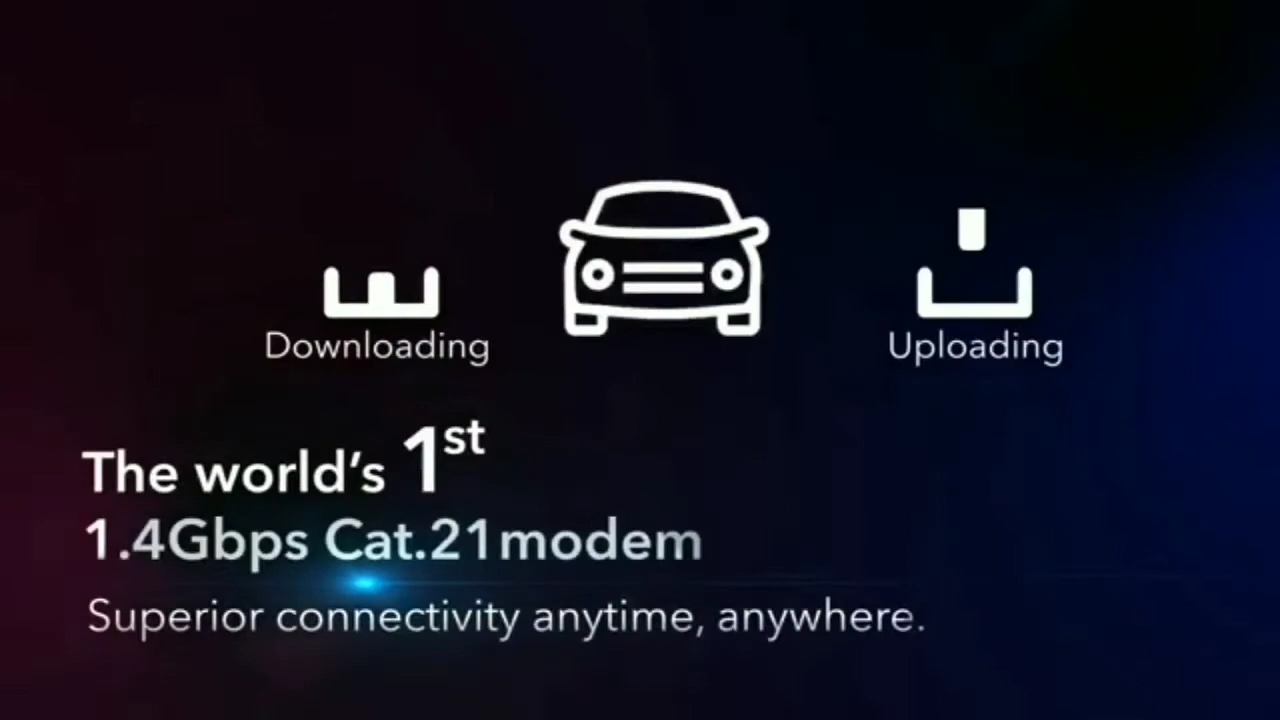 Downloading
Uploading
The world's 1st
1.4Gbps Cat.21modem
Superior connectivity anytime, anywhere.